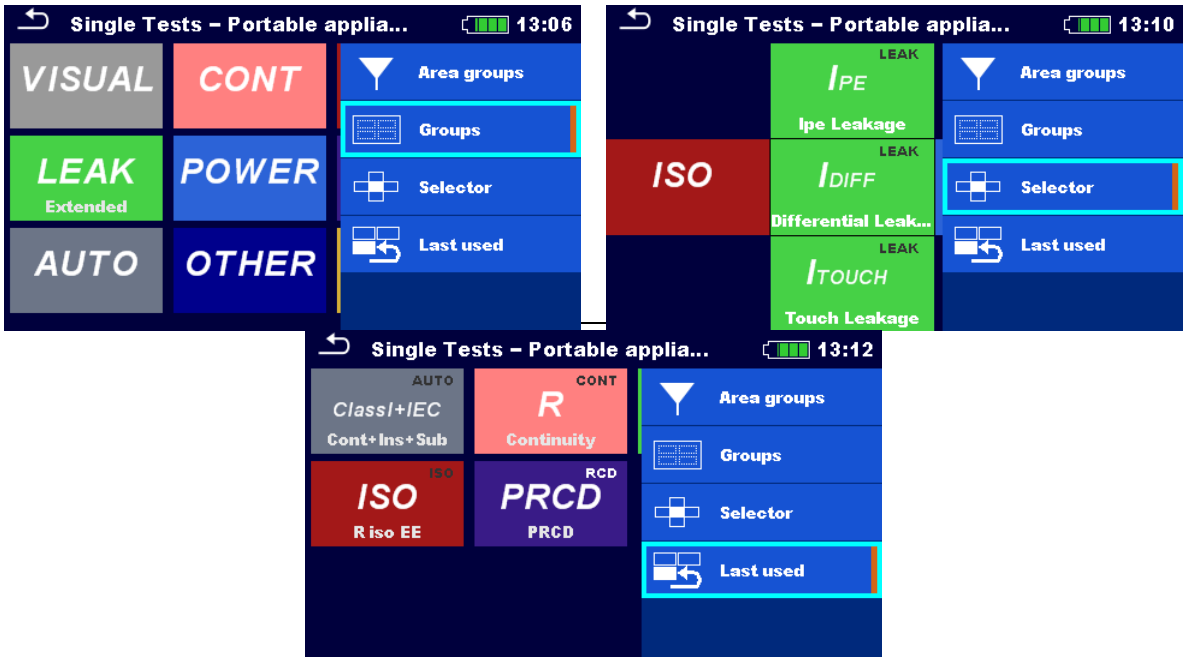 Single Tests – Portable applia... 13:06
VISUAL CONT
LEAK
Extended
POWER
AUTO OTHER
Area groups
Groups
Selector
Last used
Single Tests – Portable applia... 13:10
ISO
LEAK
IPE
Ipe Leakage
LEAK
IDIFF
Differential Leak...
LEAK
ITOUCH
Touch Leakage
Area groups
Groups
Selector
Last used
Single Tests – Portable applia... 13:12
AUTO
ClassI+IEC
Cont+Ins+Sub
CONT
R
Continuity
ISO
ISO
R iso EE
RCD
PRCD
PRCD
Area groups
Groups
Selector
Last used